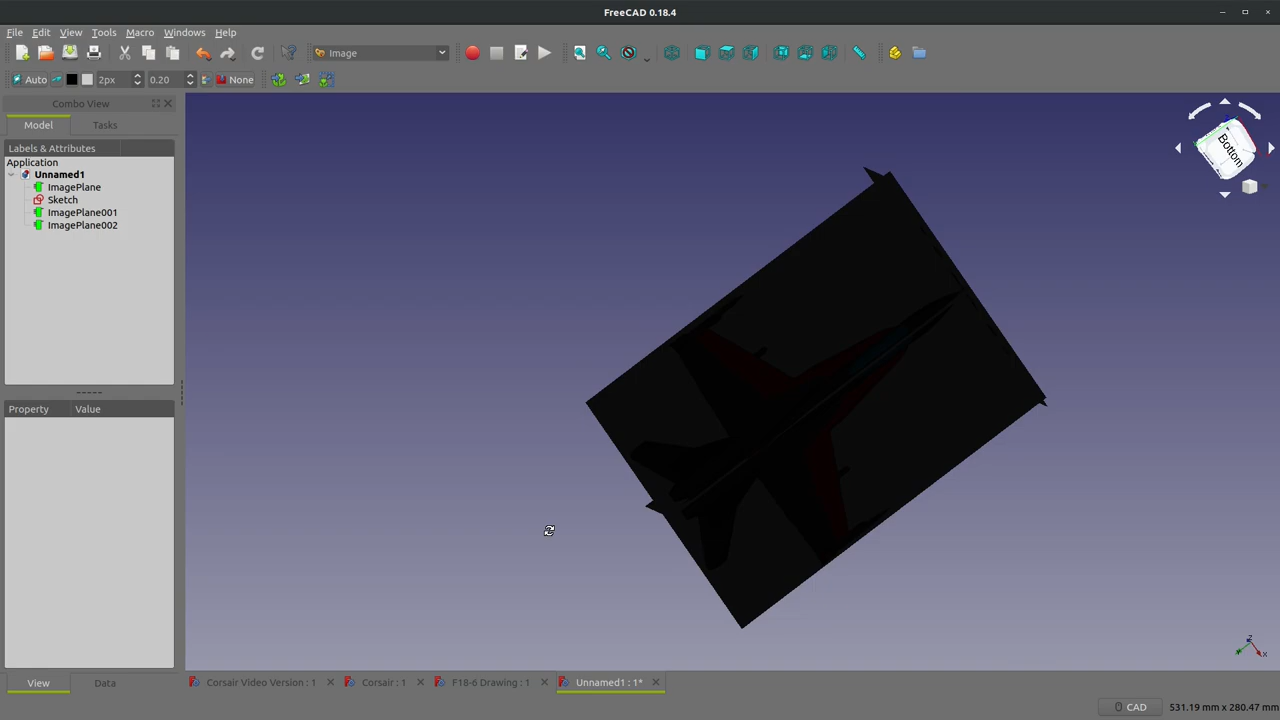 FreeCAD 0.18.4
File Edit View Tools Macro Windows Help
Image
Auto 2px 0.20 None
Combo View
Model Tasks
Labels & Attributes
Application
Unnamed1
ImagePlane
Sketch
ImagePlane001
ImagePlane002
Property Value
Bottom
Z
X
View Data
Corsair Video Version : 1 Corsair : 1 F18-6 Drawing : 1 Unnamed1 : 1*
CAD 531.19 mm x 280.47 mm